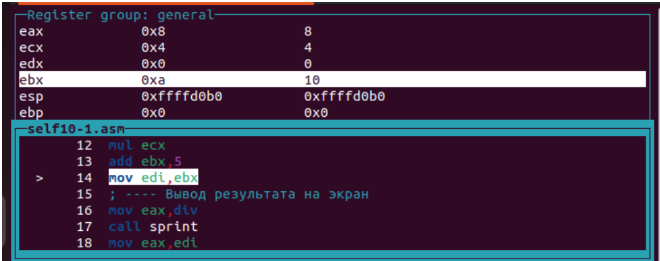 Register group: general
eax 0x8 8
ecx 0x4 4
edx 0x0 0
ebx 0xa 10
esp 0xffffd0b0 0xffffd0b0
ebp 0x0 0x0
self10-1.asm
12 mul ecx
13 add ebx,5
> 14 mov edi,ebx
15 ; ---- Вывод результата на экран
16 mov eax,div
17 call sprint
18 mov eax,edi